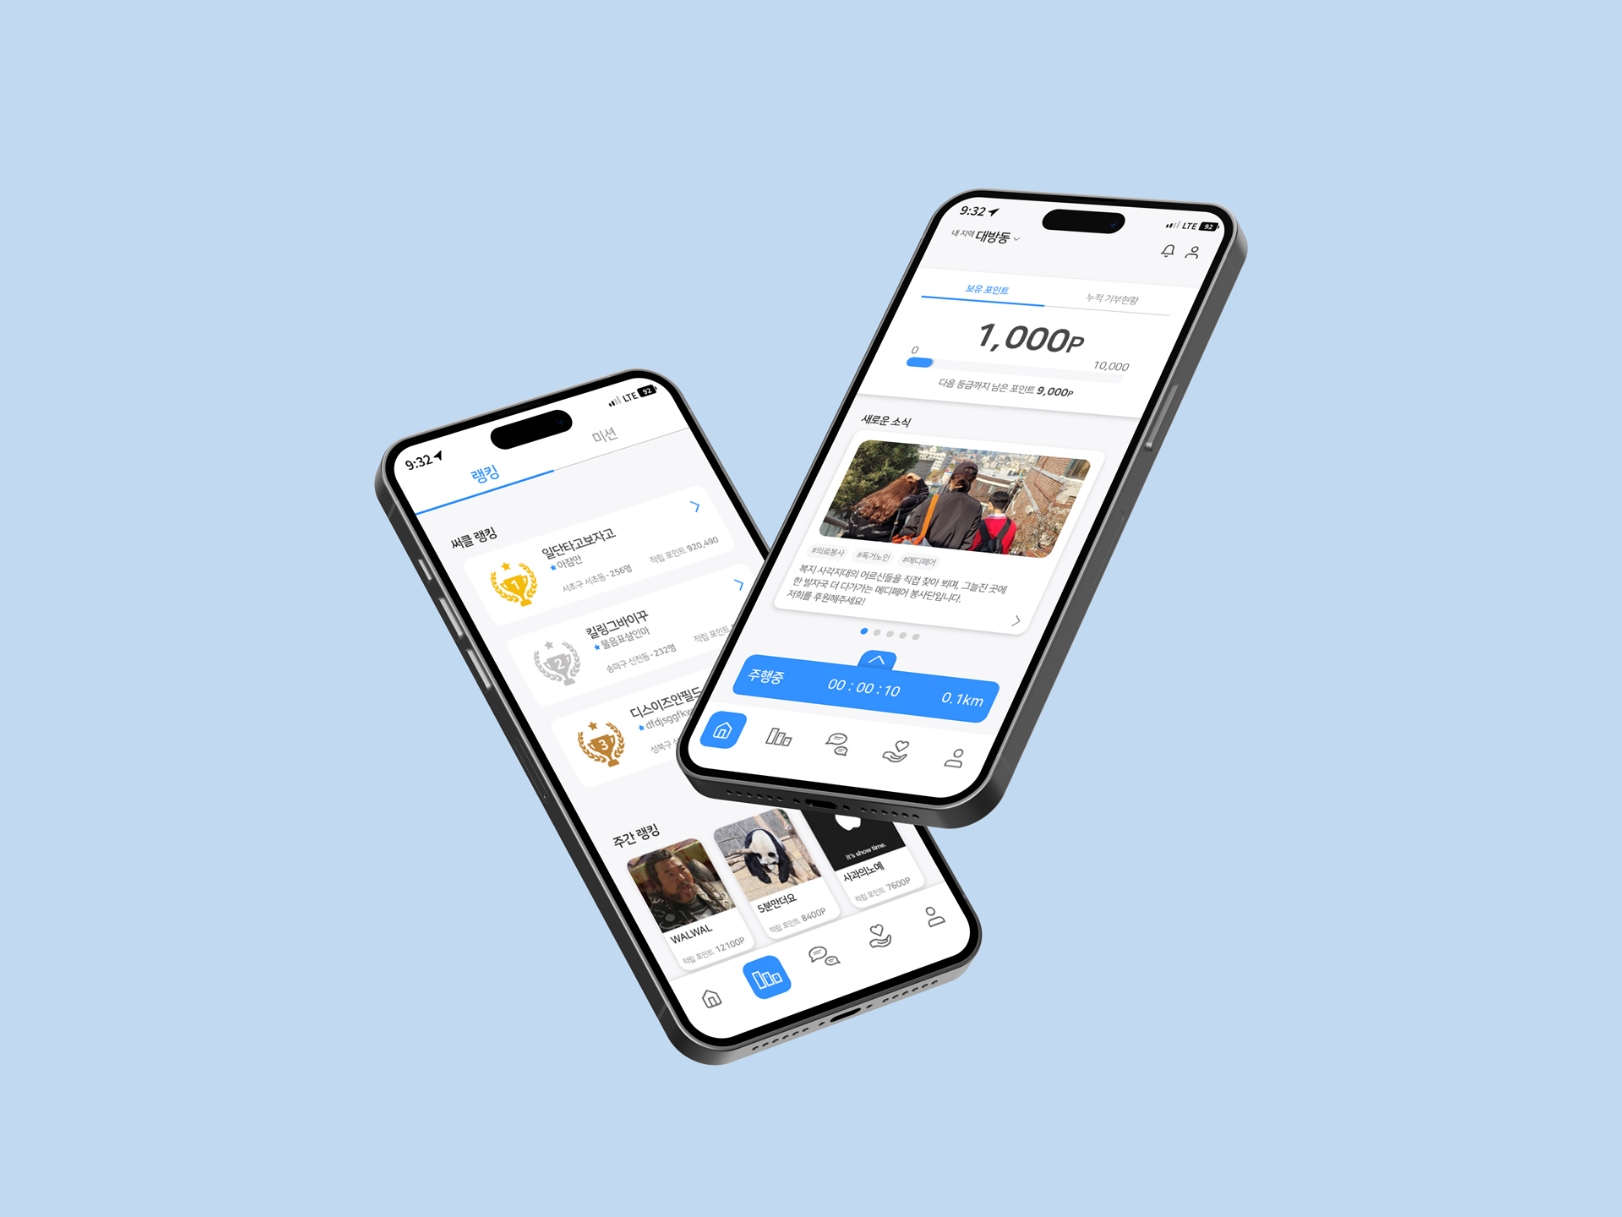 9:32
LTE 92
랭킹
미션
써클 랭킹
1
일단타고보자고
아잠만
서초구 서초동 • 256명
적립 포인트 920,490
2
킬링그바이꾸
울음표살인마
송파구 신천동 • 232명
적립 포인트
3
디스이즈안필드
dfdjsggfkv
성북구
주간 랭킹
WALWAL
적립 포인트 12100P
5분만더요
적립 포인트 8400P
It's show time.
사과의노예
적립 포인트 7600P
9:32
LTE 92
내 지역 대방동
보유 포인트
누적 기부현황
1,000P
0
10,000
다음 등급까지 남은 포인트 9,000P
새로운 소식
#의료봉사 #독거노인 #메디페어
복지 사각지대의 어르신들을 직접 찾아 뵈며, 그늘진 곳에
한 발자국 더 다가가는 메디페어 봉사단입니다.
저희를 후원해주세요!
주행중
00 : 00 : 10
0.1km